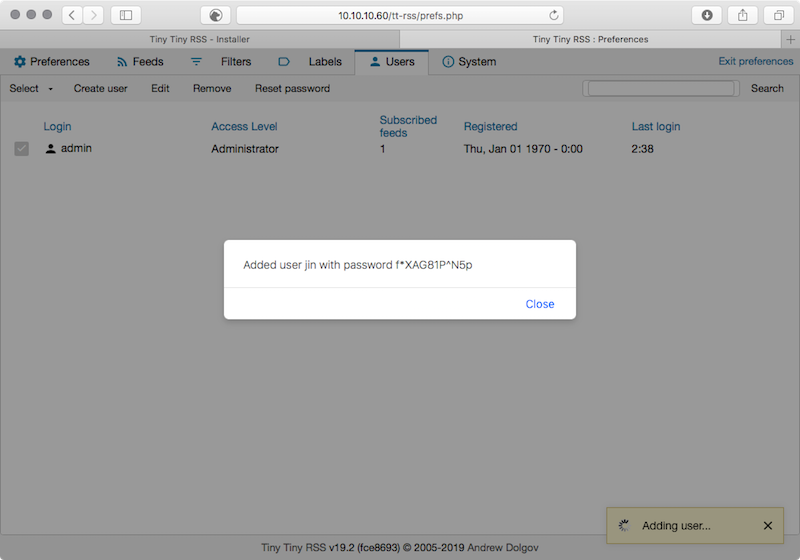 10.10.10.60/tt-rss/prefs.php
Tiny Tiny RSS - Installer
Tiny Tiny RSS : Preferences
Preferences
Feeds
Filters
Labels
Users
System
Exit preferences
Select
Create user
Edit
Remove
Reset password
Search
Login
Access Level
Subscribed
feeds
Registered
Last login
admin
Administrator
1
Thu, Jan 01 1970 - 0:00
2:38
Added user jin with password f*XAG81P^N5p
Close
Adding user...
Tiny Tiny RSS v19.2 (fce8693) © 2005-2019 Andrew Dolgov